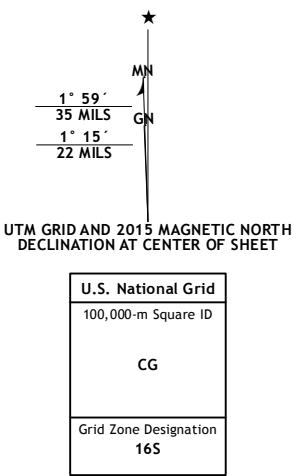 ★
MN
1° 59´
35 MILS
GN
1° 15´
22 MILS
UTM GRID AND 2015 MAGNETIC NORTH
DECLINATION AT CENTER OF SHEET
U.S. National Grid
100,000-m Square ID
CG
Grid Zone Designation
16S